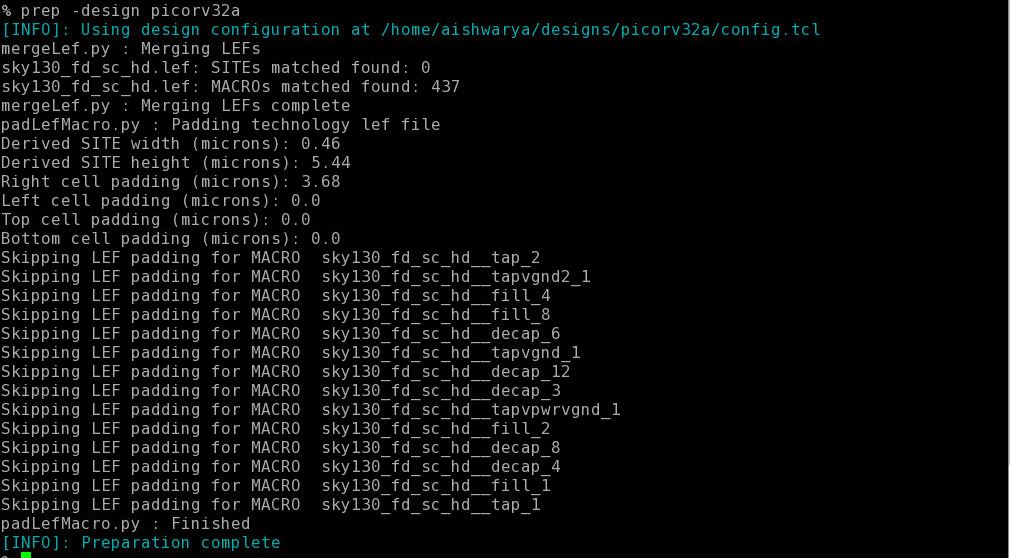 % prep -design picorv32a
[INFO]: Using design configuration at /home/aishwarya/designs/picorv32a/config.tcl
mergeLef.py : Merging LEFs
sky130_fd_sc_hd.lef: SITEs matched found: 0
sky130_fd_sc_hd.lef: MACROs matched found: 437
mergeLef.py : Merging LEFs complete
padLefMacro.py : Padding technology lef file
Derived SITE width (microns): 0.46
Derived SITE height (microns): 5.44
Right cell padding (microns): 3.68
Left cell padding (microns): 0.0
Top cell padding (microns): 0.0
Bottom cell padding (microns): 0.0
Skipping LEF padding for MACRO  sky130_fd_sc_hd__tap_2
Skipping LEF padding for MACRO  sky130_fd_sc_hd__tapvgnd2_1
Skipping LEF padding for MACRO  sky130_fd_sc_hd__fill_4
Skipping LEF padding for MACRO  sky130_fd_sc_hd__fill_8
Skipping LEF padding for MACRO  sky130_fd_sc_hd__decap_6
Skipping LEF padding for MACRO  sky130_fd_sc_hd__tapvgnd_1
Skipping LEF padding for MACRO  sky130_fd_sc_hd__decap_12
Skipping LEF padding for MACRO  sky130_fd_sc_hd__decap_3
Skipping LEF padding for MACRO  sky130_fd_sc_hd__tapvpwrvgnd_1
Skipping LEF padding for MACRO  sky130_fd_sc_hd__fill_2
Skipping LEF padding for MACRO  sky130_fd_sc_hd__decap_8
Skipping LEF padding for MACRO  sky130_fd_sc_hd__decap_4
Skipping LEF padding for MACRO  sky130_fd_sc_hd__fill_1
Skipping LEF padding for MACRO  sky130_fd_sc_hd__tap_1
padLefMacro.py : Finished
[INFO]: Preparation complete
%